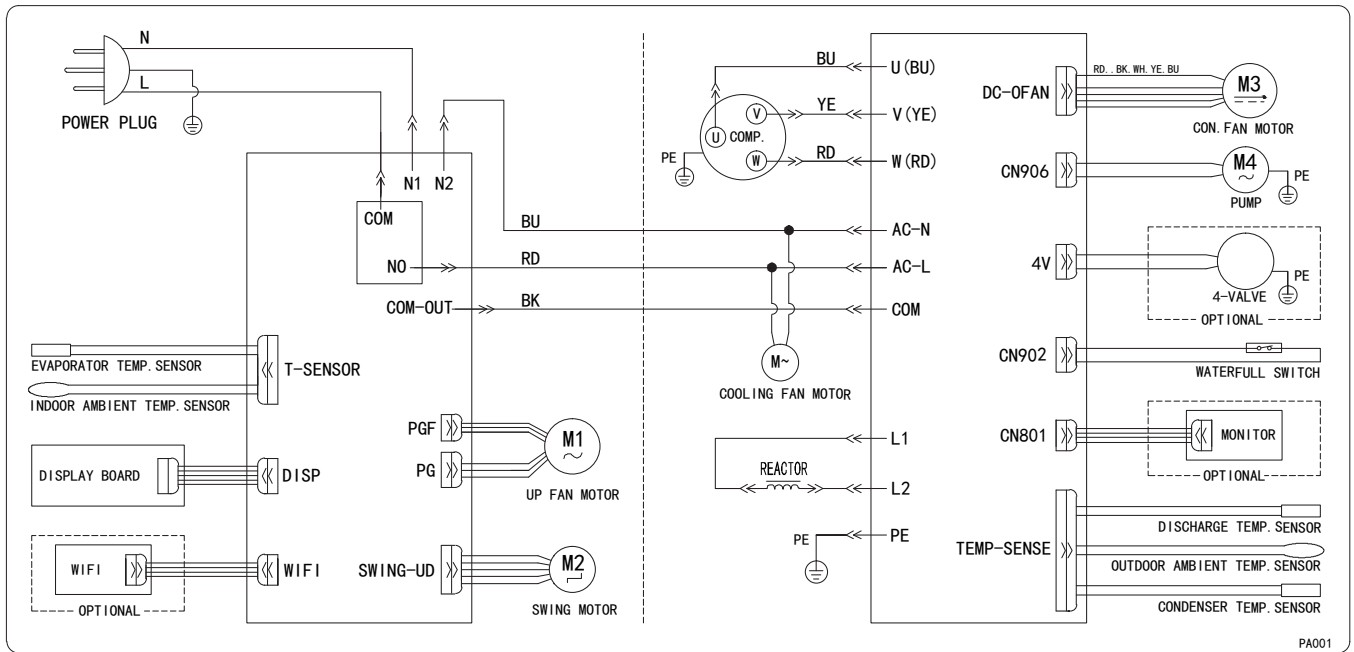 N
L
POWER PLUG
N1
N2
COM
NO
COM-OUT
BU
RD
BK
EVAPORATOR TEMP. SENSOR
INDOOR AMBIENT TEMP. SENSOR
T-SENSOR
DISPLAY BOARD
DISP
WIFI
OPTIONAL
WIFI
PGF
PG
M1
UP FAN MOTOR
SWING-UD
M2
SWING MOTOR
BU
YE
RD
U
V
W
COMP.
PE
U(BU)
V(YE)
W(RD)
AC-N
AC-L
COM
M~
COOLING FAN MOTOR
REACTOR
L1
L2
PE
PE
DC-OFAN
RD..BK.WH.YE.BU
M3
CON. FAN MOTOR
CN906
M4
PE
PUMP
4V
4-VALVE
PE
OPTIONAL
CN902
WATERFULL SWITCH
CN801
MONITOR
OPTIONAL
TEMP-SENSE
DISCHARGE TEMP. SENSOR
OUTDOOR AMBIENT TEMP. SENSOR
CONDENSER TEMP. SENSOR
PA001